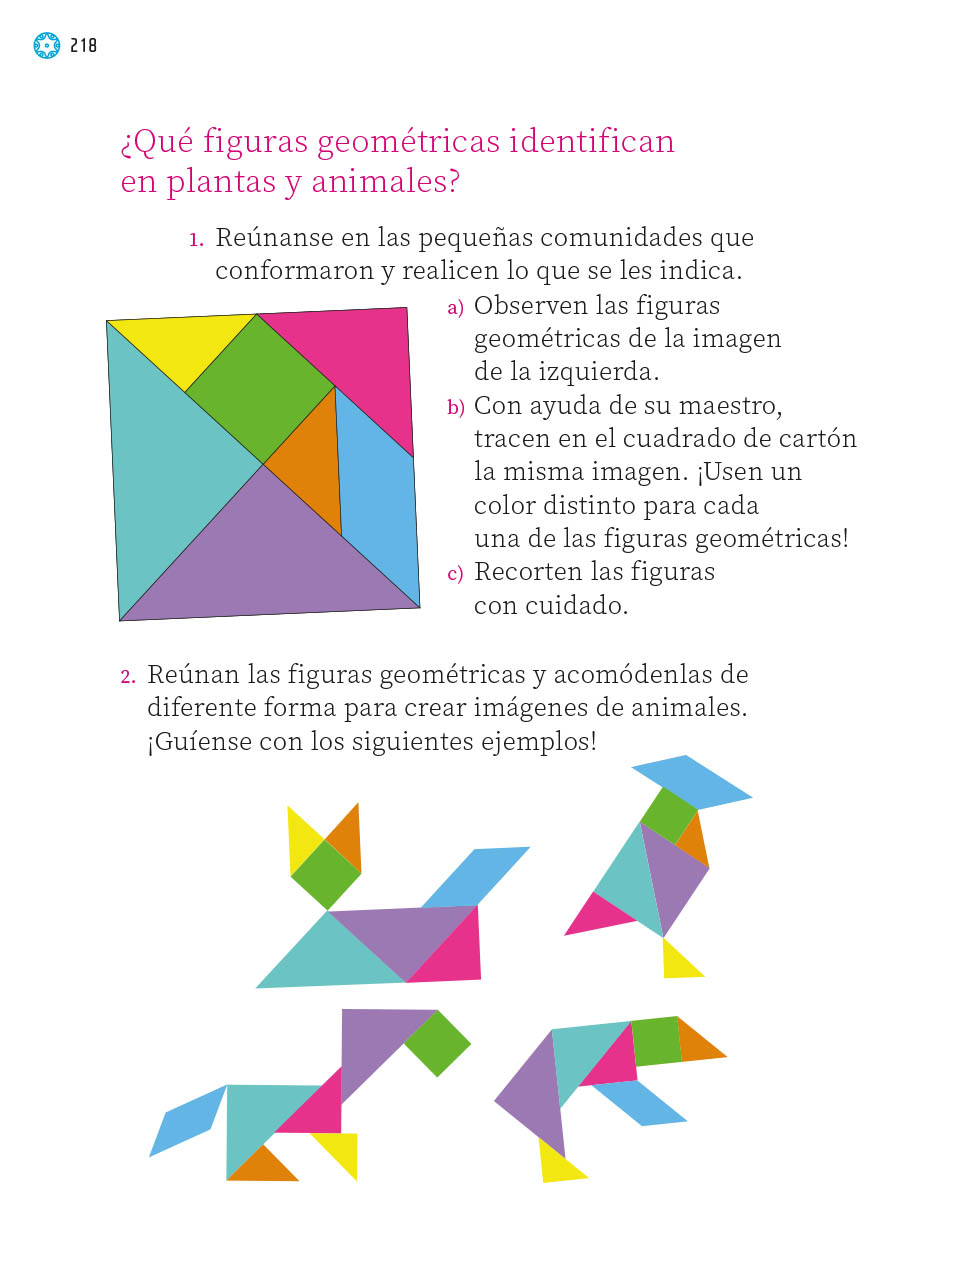 218
¿Qué figuras geométricas identifican
en plantas y animales?
1. Reúnanse en las pequeñas comunidades que
conformaron y realicen lo que se les indica.
a) Observen las figuras
geométricas de la imagen
de la izquierda.
b) Con ayuda de su maestro,
tracen en el cuadrado de cartón
la misma imagen. ¡Usen un
color distinto para cada
una de las figuras geométricas!
c) Recorten las figuras
con cuidado.
2. Reúnan las figuras geométricas y acomódenlas de
diferente forma para crear imágenes de animales.
¡Guíense con los siguientes ejemplos!